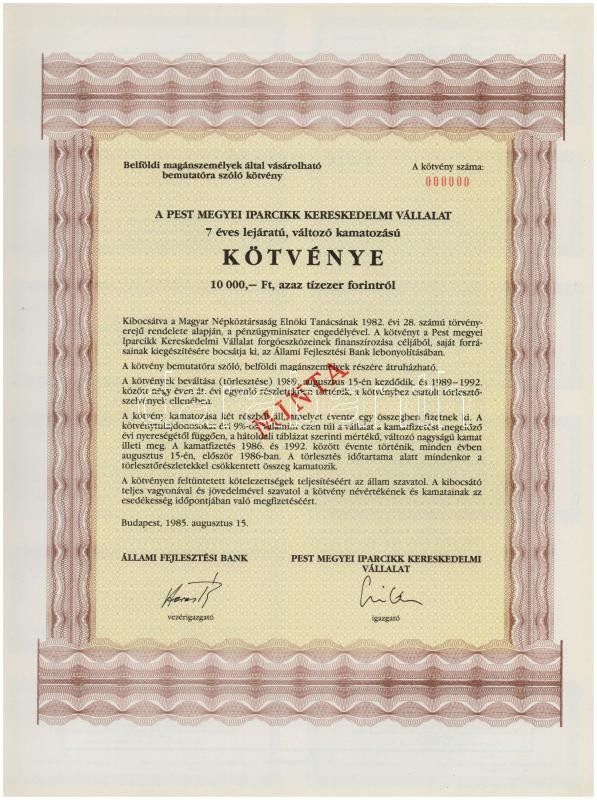 Belföldi magánszemélyek által vásárolható
bemutatóra szóló kötvény
A kötvény száma:
000000
A PEST MEGYEI IPARCIKK KERESKEDELMI VÁLLALAT
7 éves lejáratú, változó kamatozású
KÖTVÉNYE
10 000,— Ft, azaz tízezer forintról
Kibocsátva a Magyar Népköztársaság Elnöki Tanácsának 1982. évi 28. számú törvény-
erejű rendelete alapján, a pénzügyminiszter engedélyével. A kötvényt a Pest megyei
Iparcikk Kereskedelmi Vállalat forgóeszközeinek finanszírozása céljából, saját forrá-
sainak kiegészítésére bocsátja ki, az Állami Fejlesztési Bank lebonyolításában.
A kötvény bemutatóra szóló, belföldi magánszemélyek részére átruházható.
A kötvények beváltása (törlesztése) 1989. augusztus 15-én kezdődik, és 1989–1992.
között négy éven át, évi egyenlő részletekben történik, a kötvényhez csatolt törlesztő-
szelvények ellenében.
A kötvény kamatozása két részből áll, amelyet évente egy összegben fizetnek ki. A
kötvénytulajdonosokat évi 9%-os, valamint ezen túl a vállalat a kamatfizetést megelőző
évi nyereségétől függően, a hátoldali táblázat szerinti mértékű, változó nagyságú kamat
illeti meg. A kamatfizetés 1986. és 1992. között évente történik, minden évben
augusztus 15-én, először 1986-ban. A törlesztés időtartama alatt mindenkor a
törlesztőrészletekkel csökkentett összeg kamatozik.
A kötvényen feltüntetett kötelezettségek teljesítéséért az állam szavatol. A kibocsátó
teljes vagyonával és jövedelmével szavatol a kötvény névértékének és kamatainak az
esedékesség időpontjában való megfizetéséért.
MINTA
Budapest, 1985. augusztus 15.
ÁLLAMI FEJLESZTÉSI BANK
PEST MEGYEI IPARCIKK KERESKEDELMI
VÁLLALAT
vezérigazgató
igazgató